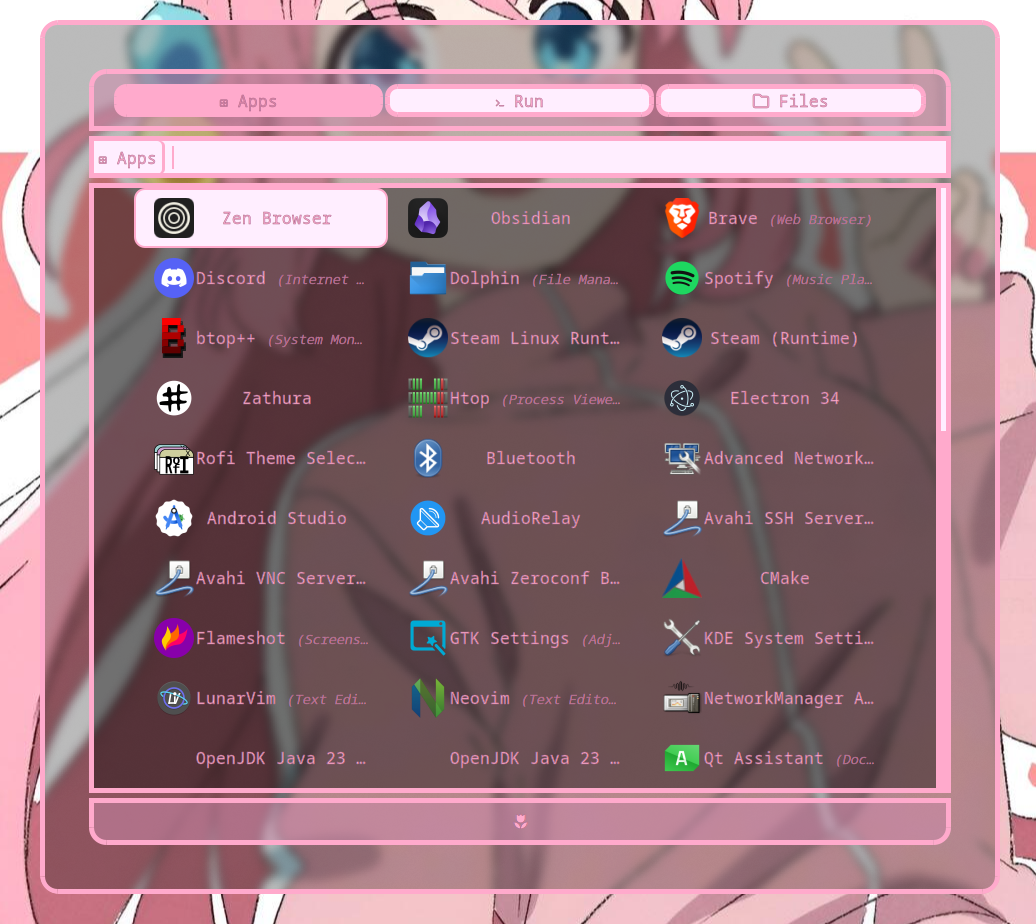 Apps Run Files
Apps
Zen Browser Obsidian Brave (Web Browser)
Discord (Internet … Dolphin (File Mana… Spotify (Music Pla…
btop++ (System Mon… Steam Linux Runt… Steam (Runtime)
Zathura Htop (Process Viewe… Electron 34
Rofi Theme Selec… Bluetooth Advanced Network…
Android Studio AudioRelay Avahi SSH Server…
Avahi VNC Server… Avahi Zeroconf B… CMake
Flameshot (Screens… GTK Settings (Adj… KDE System Setti…
LunarVim (Text Edi… Neovim (Text Edito… NetworkManager A…
OpenJDK Java 23 … OpenJDK Java 23 … Qt Assistant (Doc…